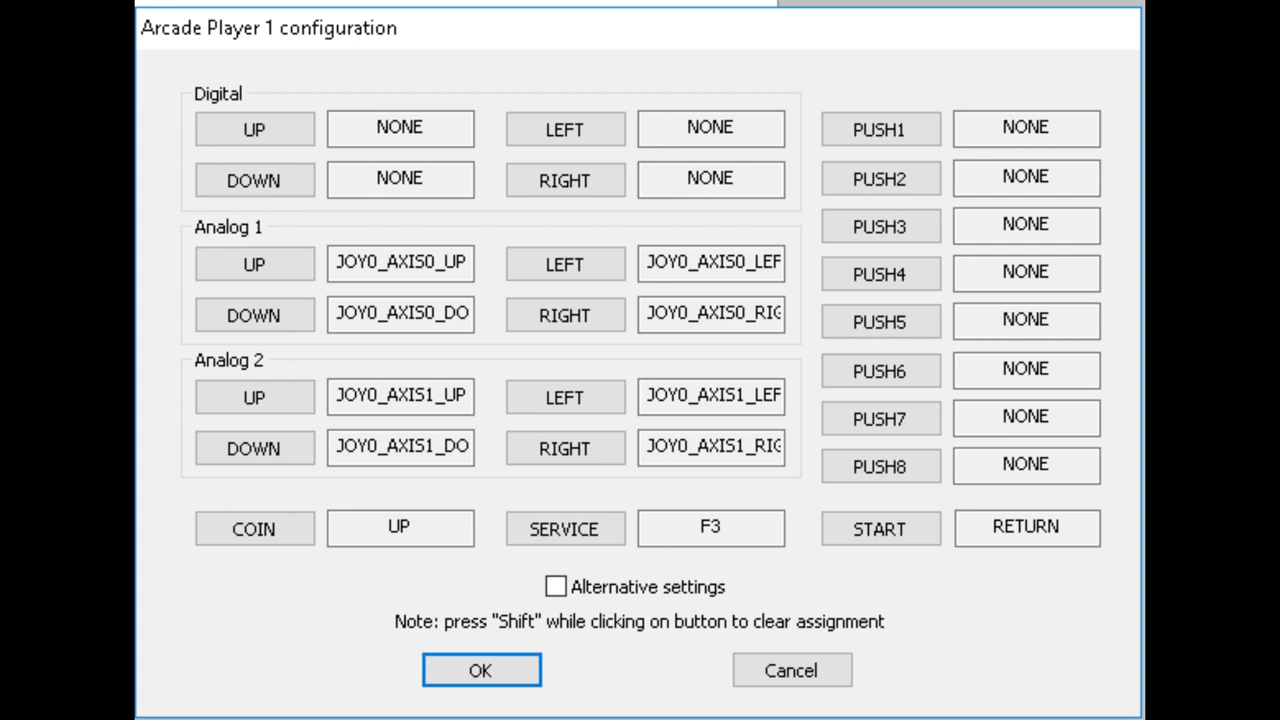 Arcade Player 1 configuration
Digital
UP NONE LEFT NONE PUSH1 NONE
DOWN NONE RIGHT NONE PUSH2 NONE
Analog 1 PUSH3 NONE
UP JOY0_AXIS0_UP LEFT JOY0_AXIS0_LEF PUSH4 NONE
DOWN JOY0_AXIS0_DO RIGHT JOY0_AXIS0_RIG PUSH5 NONE
Analog 2 PUSH6 NONE
UP JOY0_AXIS1_UP LEFT JOY0_AXIS1_LEF PUSH7 NONE
DOWN JOY0_AXIS1_DO RIGHT JOY0_AXIS1_RIG PUSH8 NONE
COIN UP SERVICE F3 START RETURN
Alternative settings
Note: press "Shift" while clicking on button to clear assignment
OK Cancel